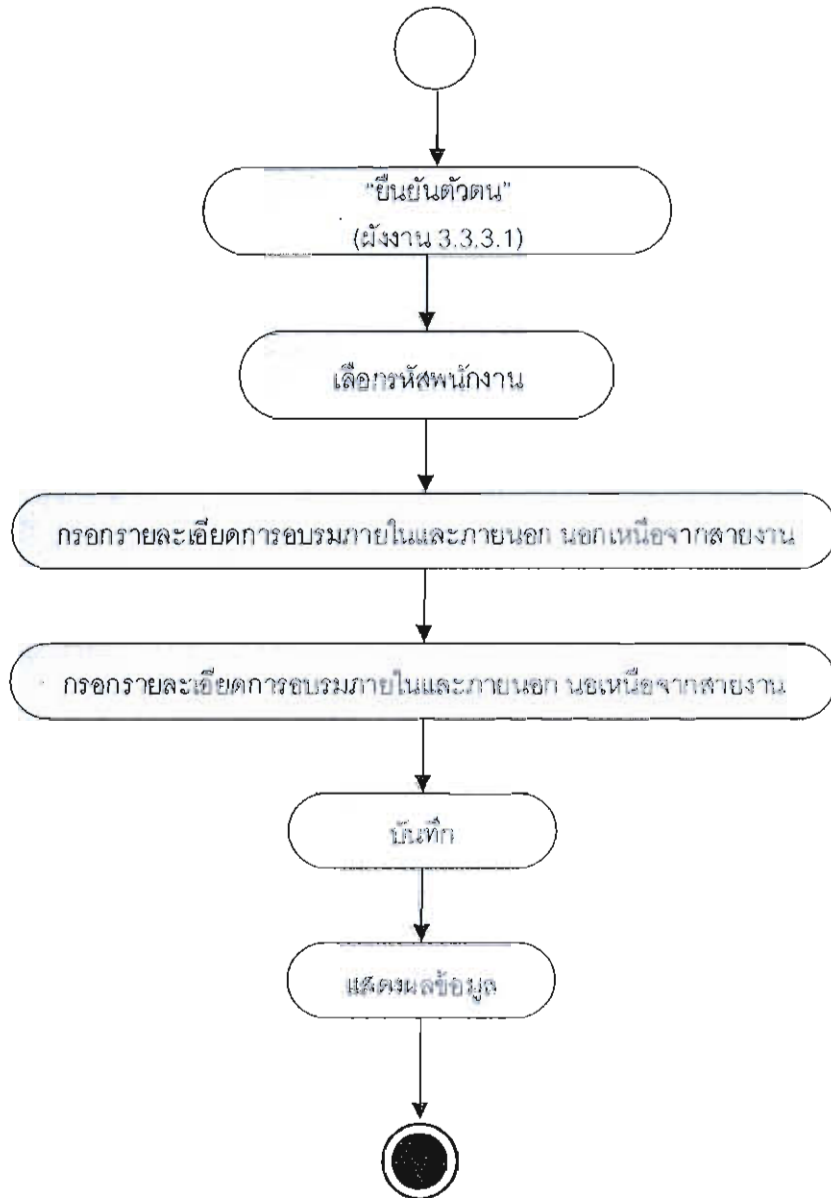 "ยืนยันตัวตน"
(ผังงาน 3.3.3.1)
เลือกรหัสพนักงาน
กรอกรายละเอียดการอบรมภายในและภายนอก นอกเหนือจากสายงาน
กรอกรายละเอียดการอบรมภายในและภายนอก นอเหนือจากสายงาน
บันทึก
แสดงผลข้อมูล